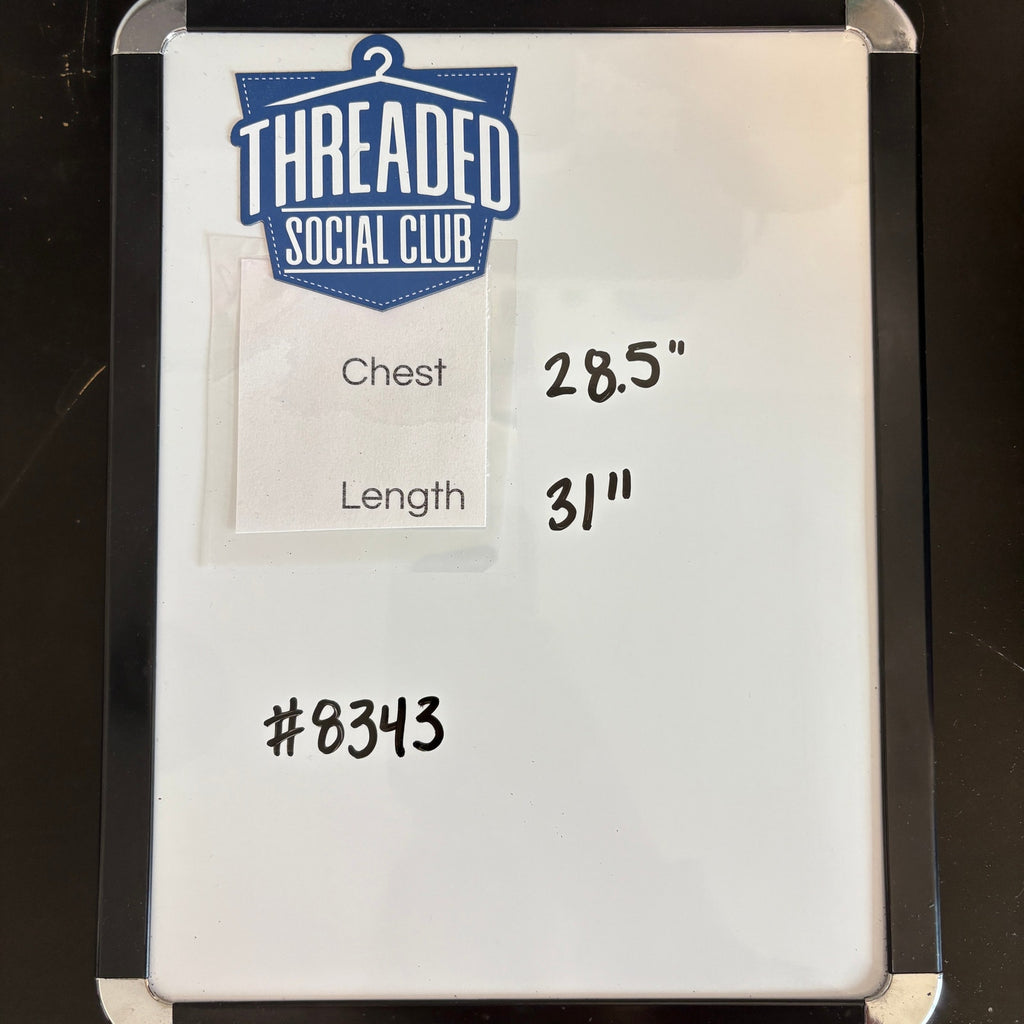 THREADED
SOCIAL CLUB
Chest 28.5"
Length 31"
#8343